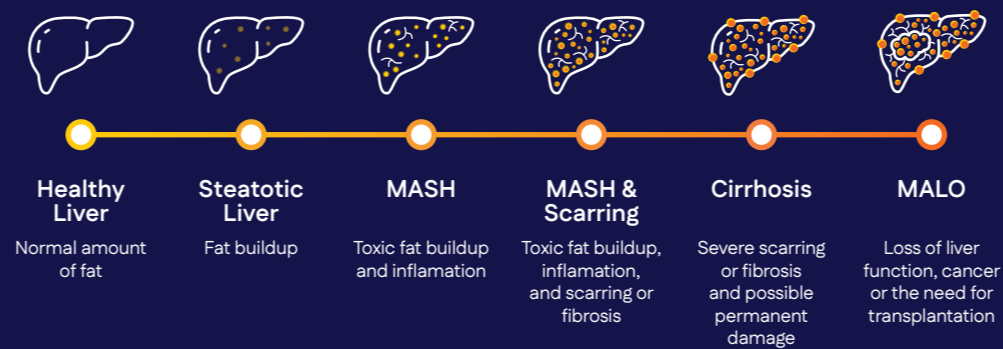 Healthy
Liver
Normal amount
of fat
Steatotic
Liver
Fat buildup
MASH
Toxic fat buildup
and inflamation
MASH &
Scarring
Toxic fat buildup,
inflamation,
and scarring or
fibrosis
Cirrhosis
Severe scarring
or fibrosis
and possible
permanent
damage
MALO
Loss of liver
function, cancer
or the need for
transplantation